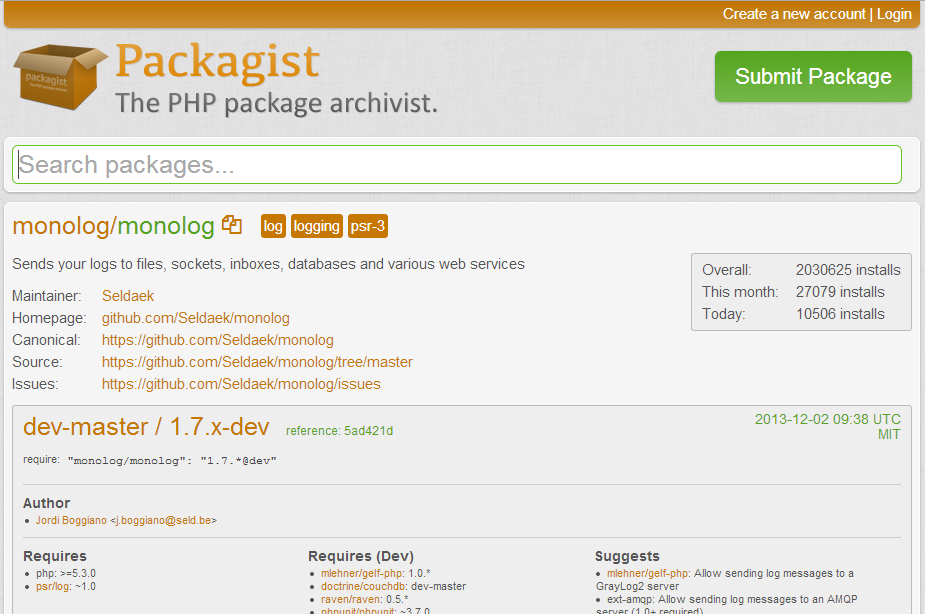 Create a new account | Login
packagist
Packagist
The PHP package archivist.
Submit Package
Search packages...
monolog/monolog log logging psr-3
Sends your logs to files, sockets, inboxes, databases and various web services
Overall: 2030625 installs
This month: 27079 installs
Today: 10506 installs
Maintainer: Seldaek
Homepage: github.com/Seldaek/monolog
Canonical: https://github.com/Seldaek/monolog
Source: https://github.com/Seldaek/monolog/tree/master
Issues: https://github.com/Seldaek/monolog/issues
dev-master / 1.7.x-dev reference: 5ad421d
2013-12-02 09:38 UTC
MIT
require: "monolog/monolog": "1.7.*@dev"
Author
• Jordi Boggiano <j.boggiano@seld.be>
Requires
• php: >=5.3.0
• psr/log: ~1.0
Requires (Dev)
• mlehner/gelf-php: 1.0.*
• doctrine/couchdb: dev-master
• raven/raven: 0.5.*
• phpunit/phpunit: ~3.7.0
Suggests
• mlehner/gelf-php: Allow sending log messages to a
GrayLog2 server
• ext-amqp: Allow sending log messages to an AMQP
server (1.0+ required)